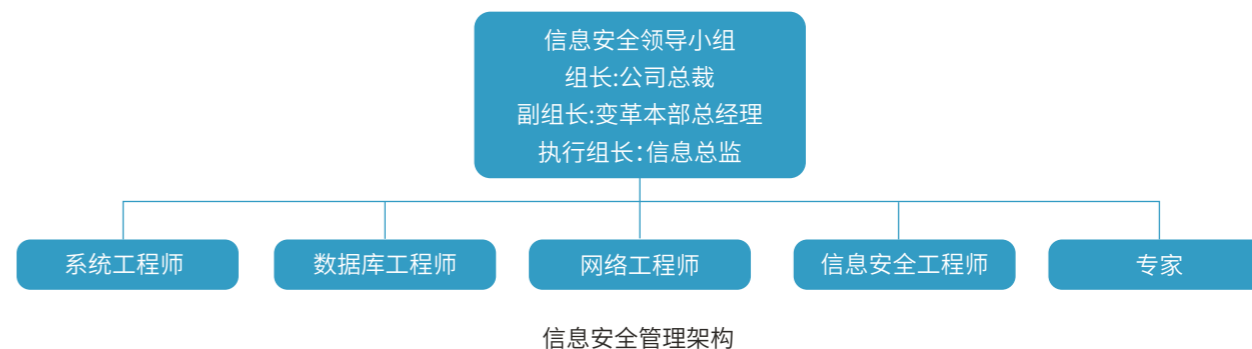 信息安全领导小组
组长:公司总裁
副组长:变革本部总经理
执行组长：信息总监
系统工程师
数据库工程师
网络工程师
信息安全工程师
专家
信息安全管理架构